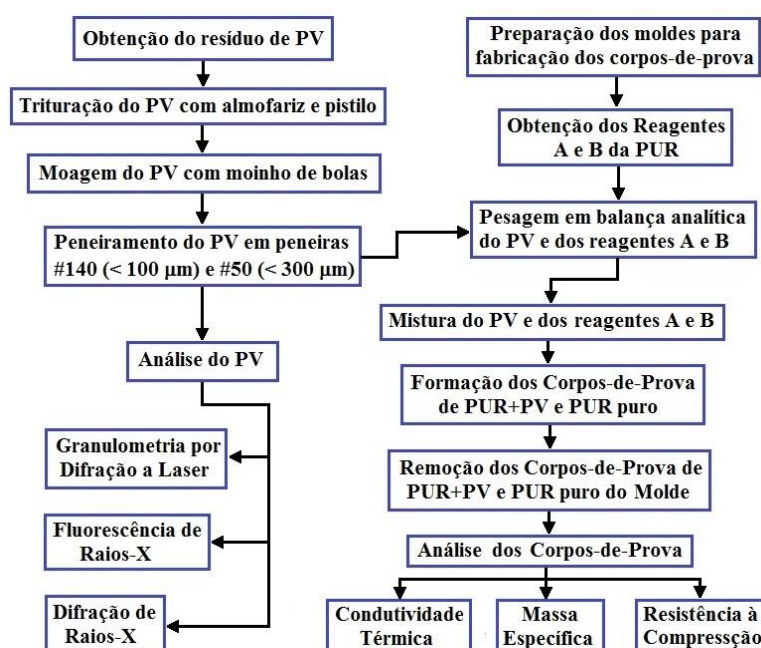 Obtenção do resíduo de PV
Trituração do PV com almofariz e pistilo
Moagem do PV com moinho de bolas
Peneiramento do PV em peneiras
#140 (< 100 µm) e #50 (< 300 µm)
Análise do PV
Granulometria por
Difração a Laser
Fluorescência de
Raios-X
Difração de
Raios-X
Preparação dos moldes para
fabricação dos corpos-de-prova
Obtenção dos Reagentes
A e B da PUR
Pesagem em balança analítica
do PV e dos reagentes A e B
Mistura do PV e dos reagentes A e B
Formação dos Corpos-de-Prova
de PUR+PV e PUR puro
Remoção dos Corpos-de-Prova de
PUR+PV e PUR puro do Molde
Análise dos Corpos-de-Prova
Condutividade
Térmica
Massa
Específica
Resistência à
Compressção